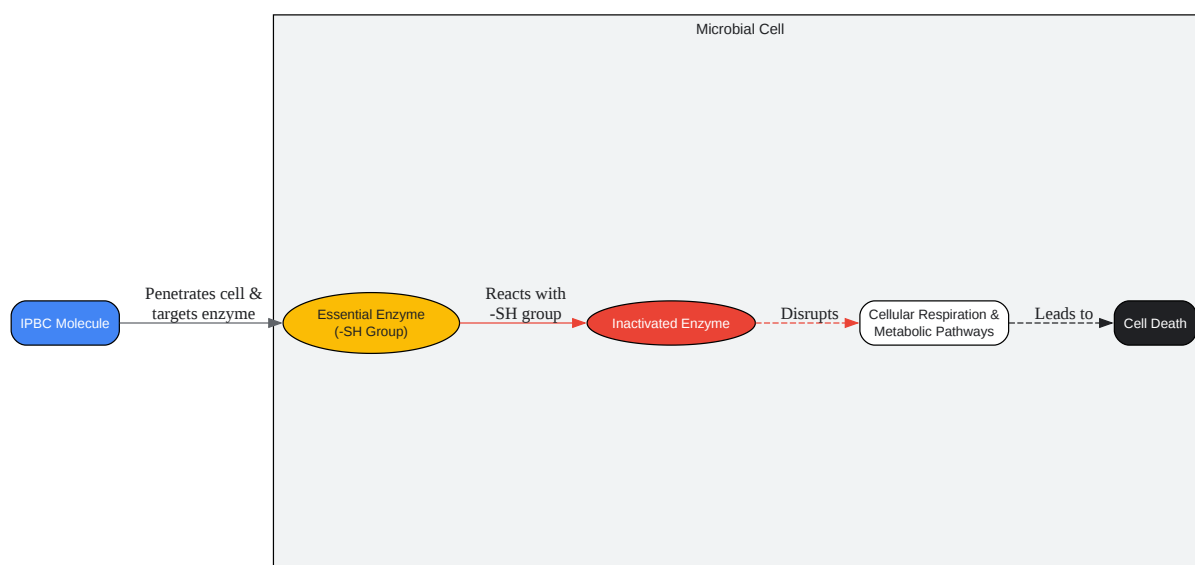 Microbial Cell
IPBC Molecule
Penetrates cell &
targets enzyme
Essential Enzyme
(-SH Group)
Reacts with
-SH group
Inactivated Enzyme
Disrupts
Cellular Respiration &
Metabolic Pathways
Leads to
Cell Death